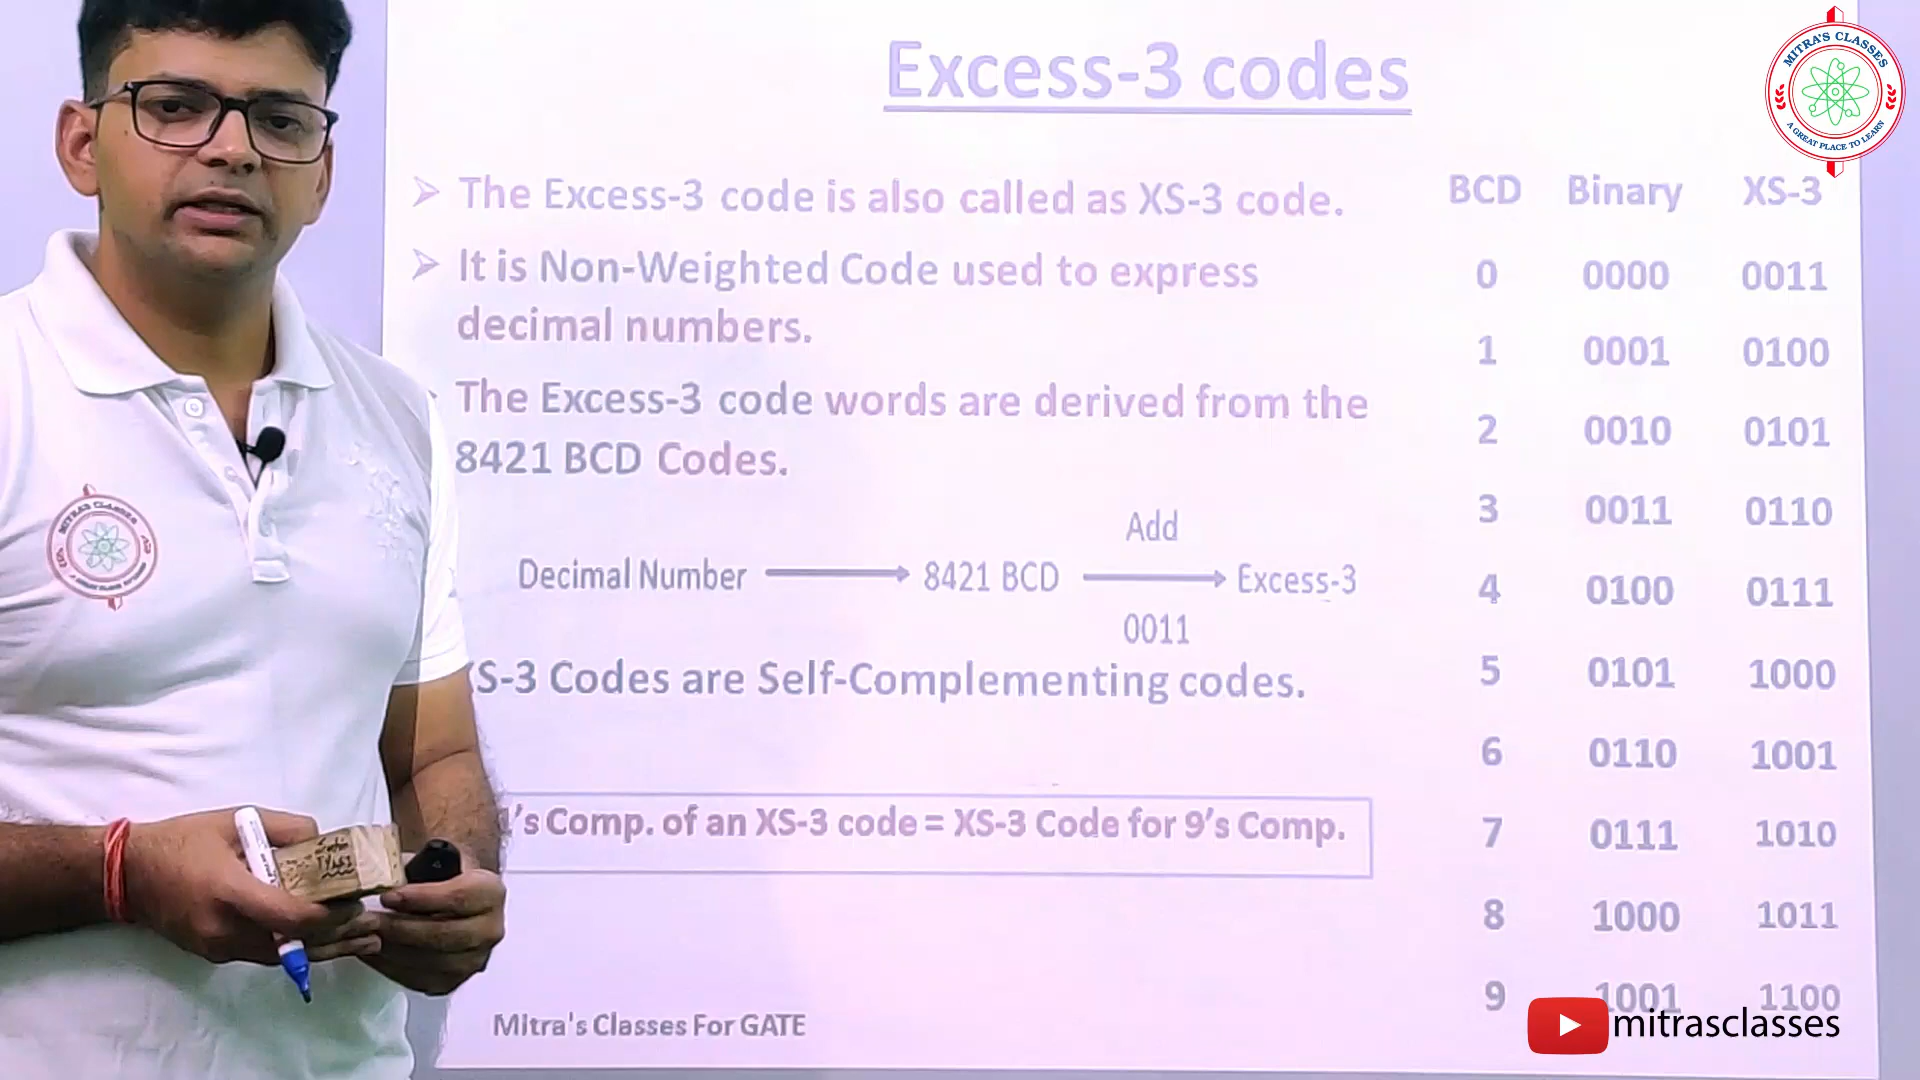 Excess-3 codes
MITRA'S CLASSES
A GREAT PLACE TO LEARN
The Excess-3 code is also called as XS-3 code.
It is Non-Weighted Code used to express
decimal numbers.
The Excess-3 code words are derived from the
8421 BCD Codes.
Add
Decimal Number 8421 BCD Excess-3
0011
XS-3 Codes are Self-Complementing codes.
1's Comp. of an XS-3 code = XS-3 Code for 9's Comp.
Mitra's Classes For GATE
BCD Binary XS-3
0 0000 0011
1 0001 0100
2 0010 0101
3 0011 0110
4 0100 0111
5 0101 1000
6 0110 1001
7 0111 1010
8 1000 1011
9 1001 1100
mitrasclasses
MITRA'S CLASSES